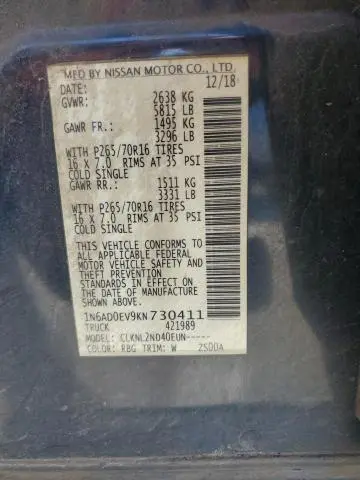 MFD BY NISSAN MOTOR CO., LTD.
DATE: 12/18
GVWR: 2638 KG
5815 LB
GAWR FR.: 1495 KG
3296 LB
WITH P265/70R16 TIRES
16 X 7.0 RIMS AT 35 PSI
COLD SINGLE
GAWR RR.: 1511 KG
3331 LB
WITH P265/70R16 TIRES
16 X 7.0 RIMS AT 35 PSI
COLD SINGLE
THIS VEHICLE CONFORMS TO
ALL APPLICABLE FEDERAL
MOTOR VEHICLE SAFETY AND
THEFT PREVENTION
STANDARDS IN EFFECT ON
THE DATE OF MANUFACTURE
SHOWN ABOVE.
1N6AD0EV9KN730411
TRUCK 421989
MODEL: CLKNL2ND40EUN-----
COLOR: RBG TRIM: W 2S00A